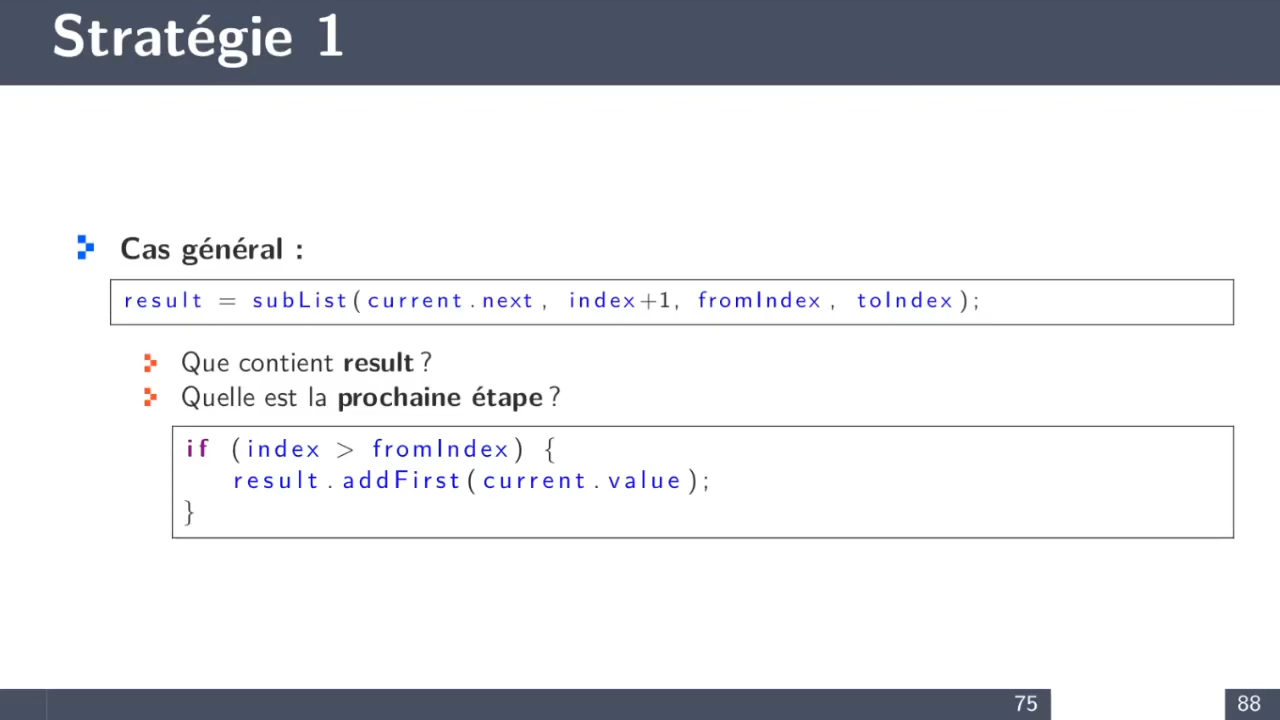 Stratégie 1
Cas général :
result = subList(current.next, index+1, fromIndex, toIndex);
Que contient result ?
Quelle est la prochaine étape ?
if (index > fromIndex) {
result.addFirst(current.value);
}
75
88